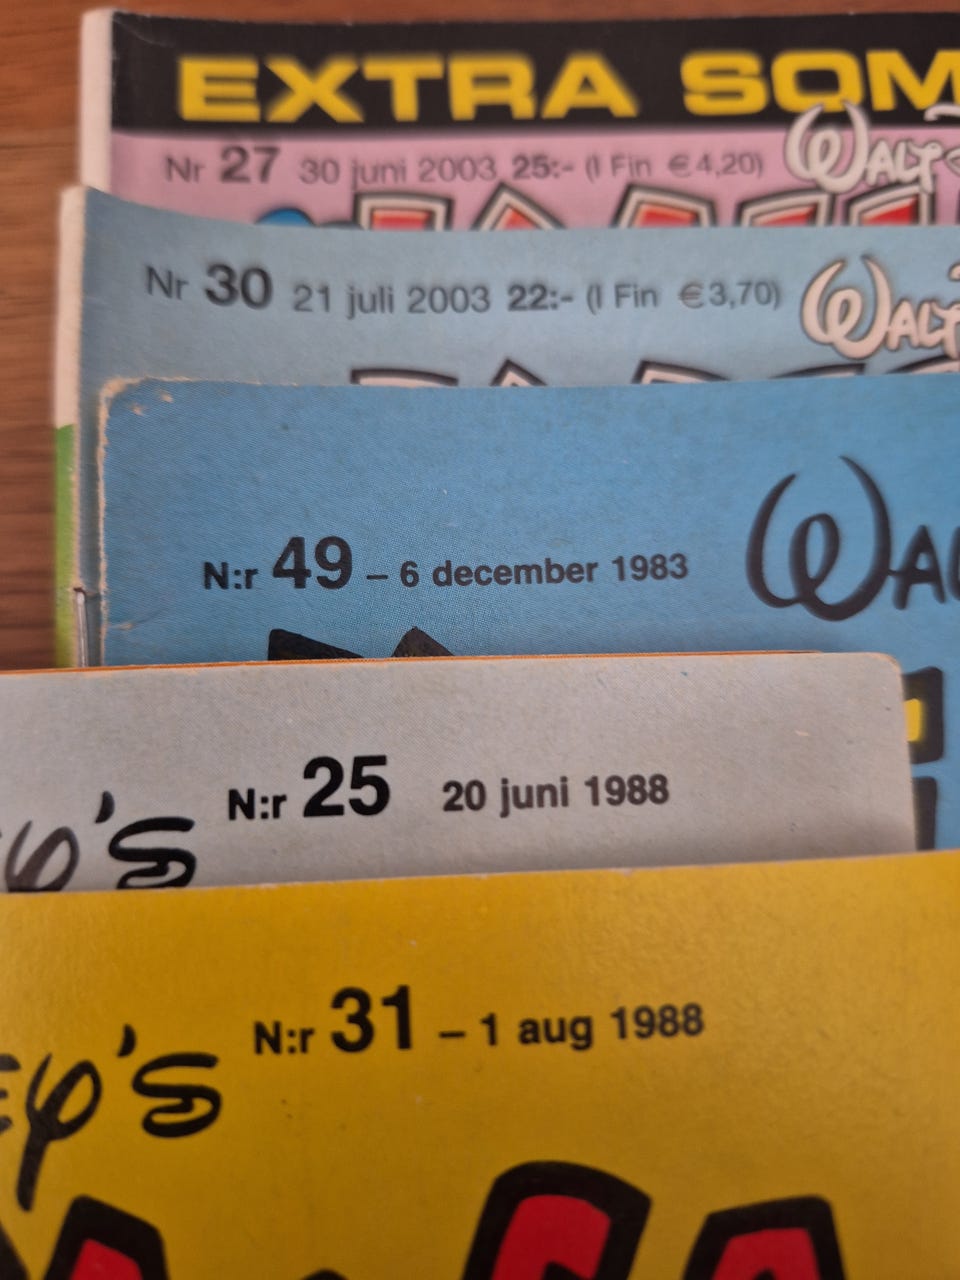 EXTRA SOM
Nr 27 30 juni 2003 25:- (I Fin €4,20)
WALT
Nr 30 21 juli 2003 22:- (I Fin €3,70)
WALT
N:r 49 – 6 december 1983
WAL
N:r 25 20 juni 1988
EY'S
N:r 31 – 1 aug 1988
EY'S